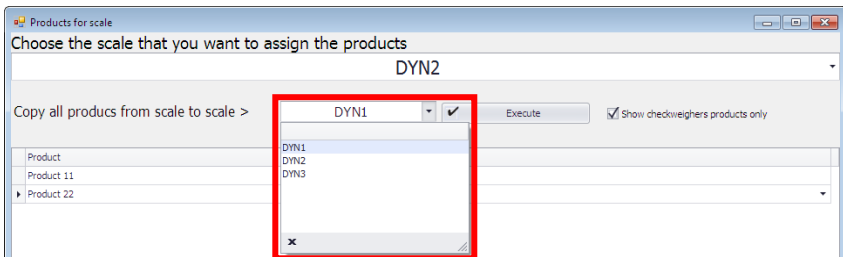 Products for scale
Choose the scale that you want to assign the products
DYN2
Copy all producs from scale to scale > DYN1 Execute Show checkweighers products only
DYN1
DYN2
DYN3
Product
Product 11
Product 22
x